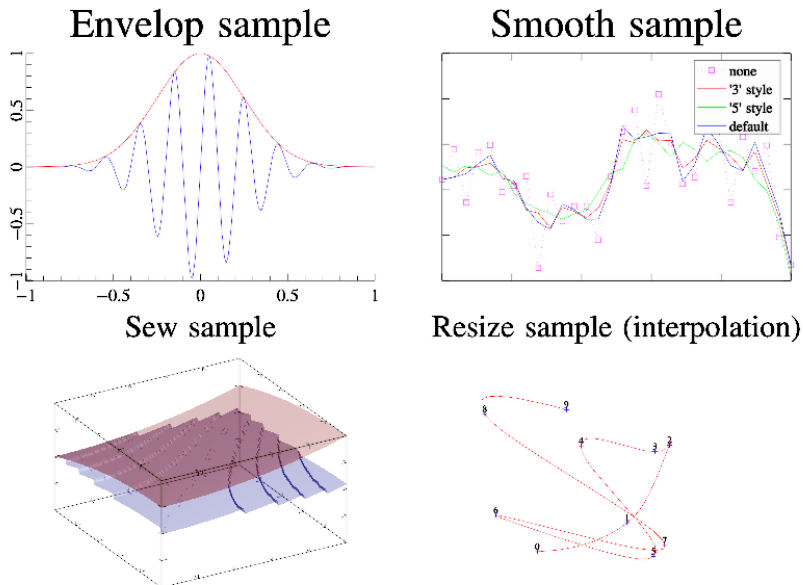 Envelop sample
Smooth sample
1
0.5
0
−0.5
−1
−1
−0.5
0
0.5
1
none
'3' style
'5' style
default
Sew sample
Resize sample (interpolation)
9
8
4
3
2
6
1
7
0
5